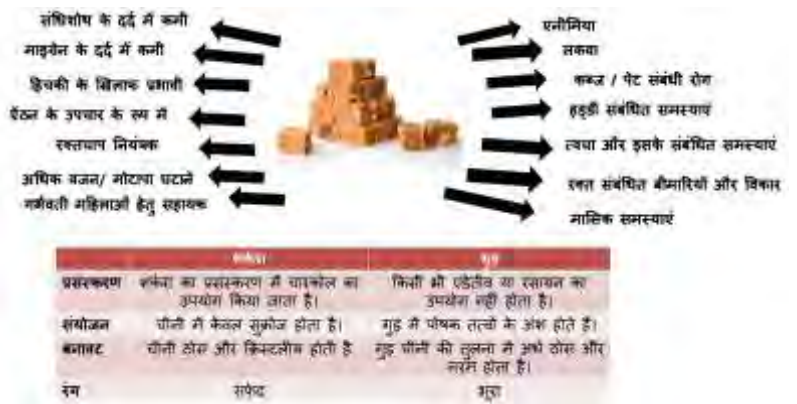 संधिशोथ के दर्द में कमी
माइग्रेन के दर्द में कमी
हिचकी के खिलाफ प्रभावी
ऐंठन के उपचार के रूप में
रक्तचाप नियंत्रक
अधिक वजन/ मोटापा घटाने
गर्भवती महिलाओं हेतु सहायक
एनीमिया
लकवा
कब्ज / पेट संबंधी रोग
हड्डी संबंधित समस्याएं
त्वचा और इसके संबंधित समस्याएं
रक्त संबंधित बीमारियों और विकार
मासिक समस्याएं
शर्करा गुड़
प्रसंस्करण शर्करा का प्रसंस्करण में चारकोल का किसी भी एडेतीव या रसायन का
उपयोग किया जाता है। उपयोग नहीं होता है।
संयोजन चीनी में केवल सुक्रोज होता है। गुड़ में पोषक तत्वों के अंश होते हैं।
बनावट चीनी ठोस और क्रिस्टलीय होती है गुड़ चीनी की तुलना में अर्ध ठोस और
नरम होता है।
रंग सफेद भूरा